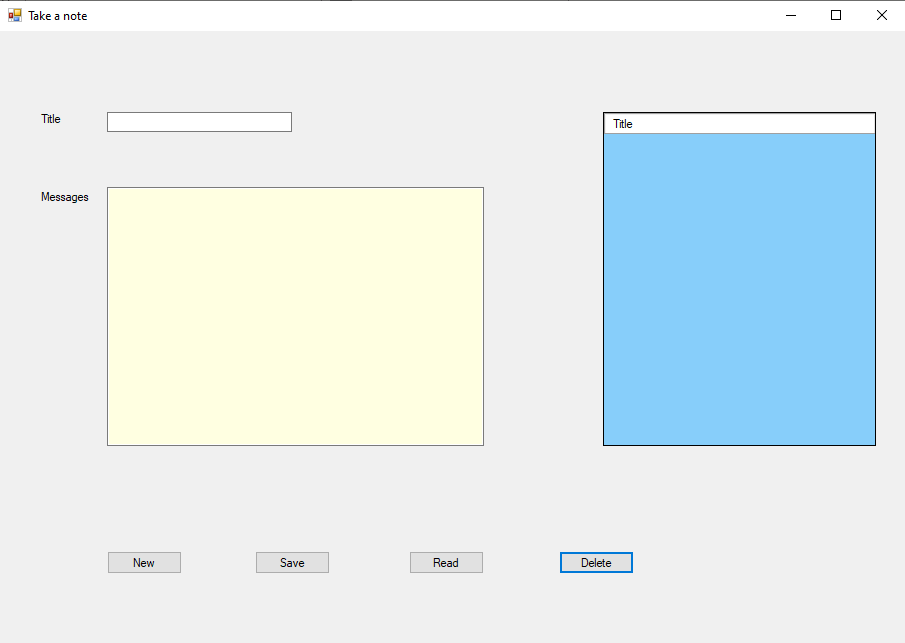 Take a note
Title
Title
Messages
New
Save
Read
Delete